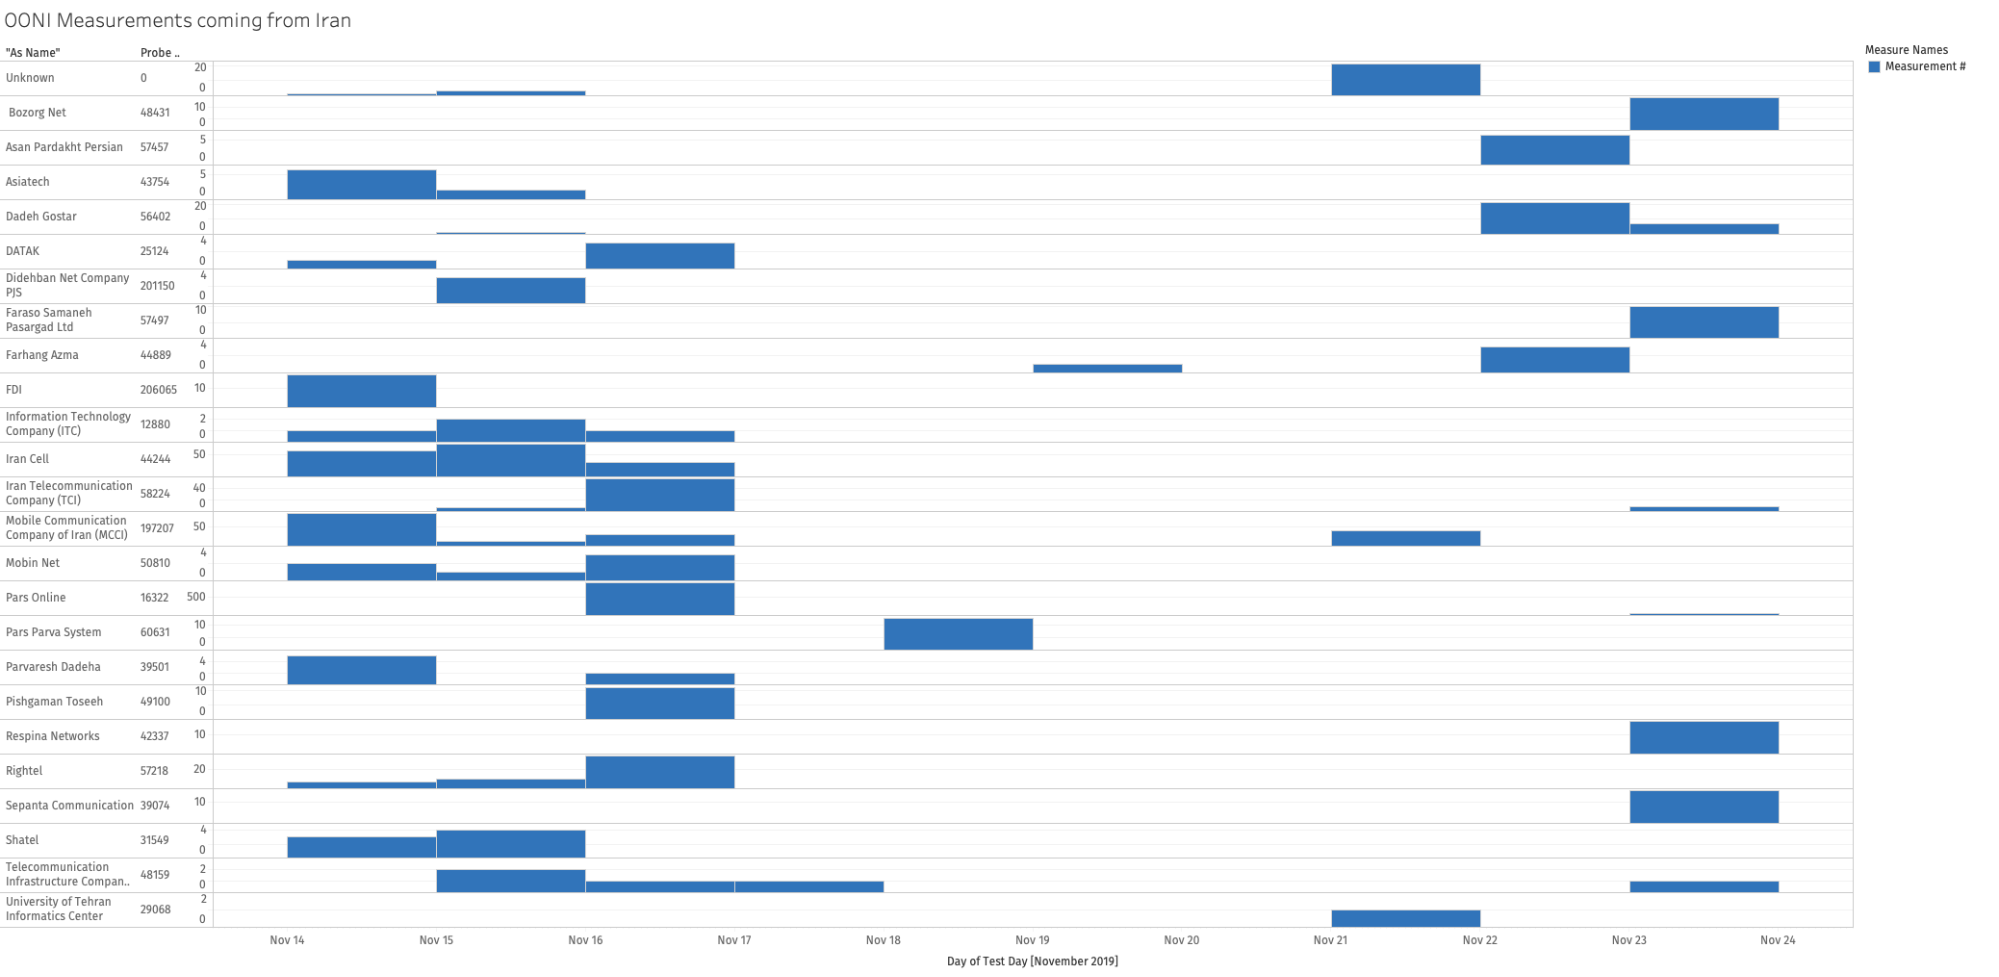 OONI Measurements coming from Iran
"As Name" Probe ..
Measure Names
Measurement #
Unknown 0 20
0
Bozorg Net 48431 10
0
Asan Pardakht Persian 57457 5
0
Asiatech 43754 5
0
Dadeh Gostar 56402 20
0
DATAK 25124 4
0
Didehban Net Company
PJS 201150 4
0
Faraso Samaneh
Pasargad Ltd 57497 10
0
Farhang Azma 44889 4
0
FDI 206065 10
Information Technology
Company (ITC) 12880 2
0
Iran Cell 44244 50
Iran Telecommunication
Company (TCI) 58224 40
0
Mobile Communication
Company of Iran (MCCI) 197207 50
Mobin Net 50810 4
0
Pars Online 16322 500
Pars Parva System 60631 10
0
Parvaresh Dadeha 39501 4
0
Pishgaman Toseeh 49100 10
0
Respina Networks 42337 10
Rightel 57218 20
Sepanta Communication 39074 10
Shatel 31549 4
0
Telecommunication
Infrastructure Compan.. 48159 2
0
University of Tehran
Informatics Center 29068 2
0
Nov 14 Nov 15 Nov 16 Nov 17 Nov 18 Nov 19 Nov 20 Nov 21 Nov 22 Nov 23 Nov 24
Day of Test Day [November 2019]